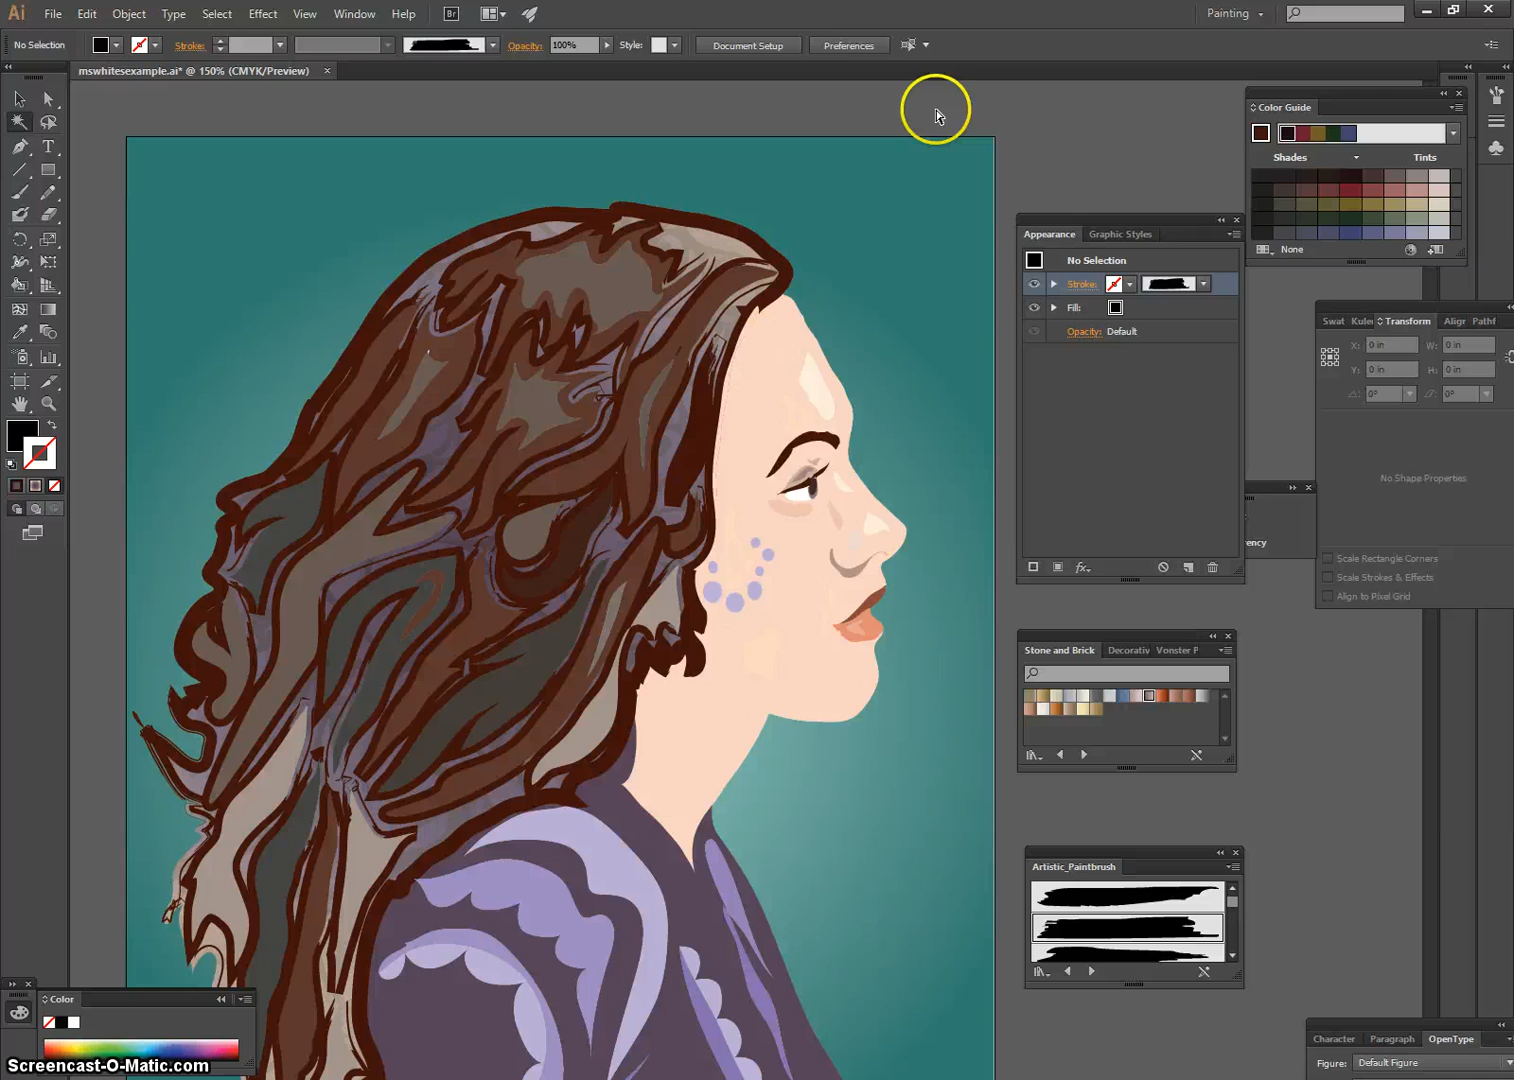 Ai File Edit Object Type Select Effect View Window Help Br Painting
No Selection Stroke: Opacity: 100% Style: Document Setup Preferences
mswhitesexample.ai* @ 150% (CMYK/Preview)
Color Guide
Shades Tints
None
Appearance Graphic Styles
No Selection
Stroke:
Fill:
Opacity: Default
Swat Kuler Transform Align Pathf
X: 0 in W: 0 in
Y: 0 in H: 0 in
0° 0°
No Shape Properties
Scale Rectangle Corners
Scale Strokes & Effects
Align to Pixel Grid
rency
Stone and Brick Decorativ Vonster P
Artistic_Paintbrush
Color
Character Paragraph OpenType
Figure: Default Figure
Screencast-O-Matic.com